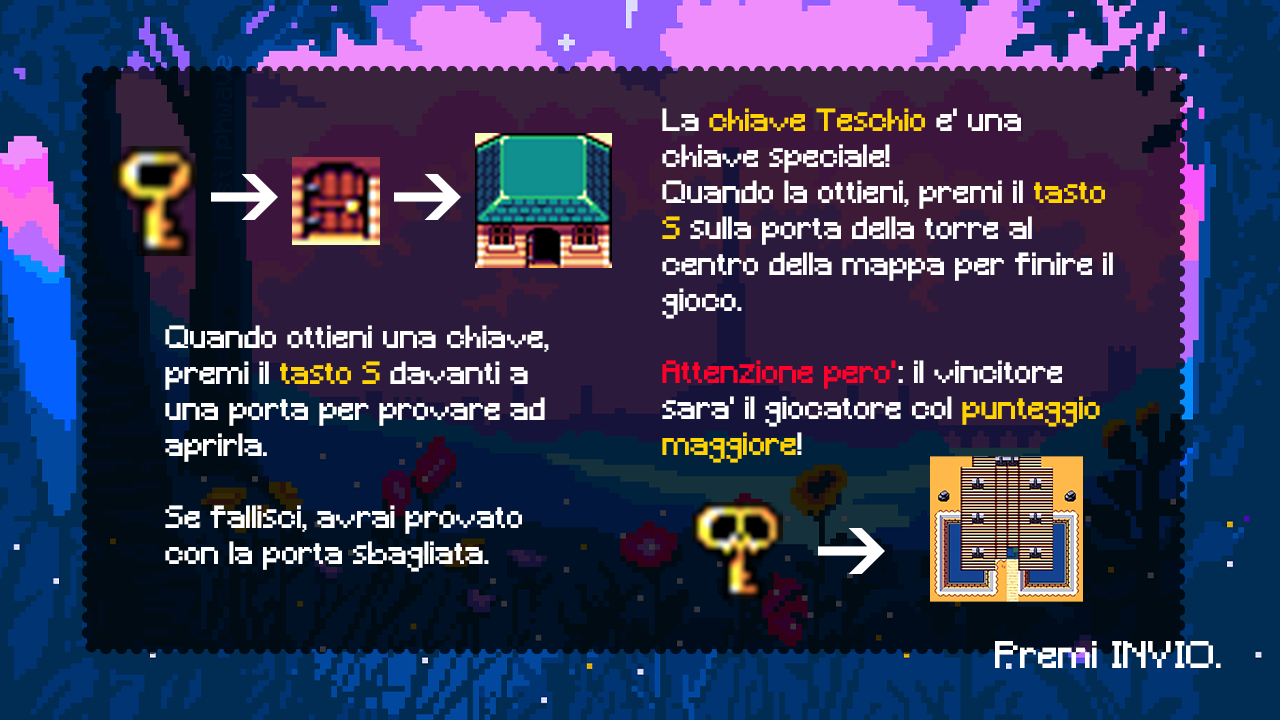 Quando ottieni una chiave,
premi il tasto S davanti a
una porta per provare ad
aprirla.
Se fallisci, avrai provato
con la porta sbagliata.
La chiave Teschio e' una
chiave speciale!
Quando la ottieni, premi il tasto
S sulla porta della torre al
centro della mappa per finire il
gioco.
Attenzione pero': il vincitore
sara' il giocatore col punteggio
maggiore!
Premi INVIO.